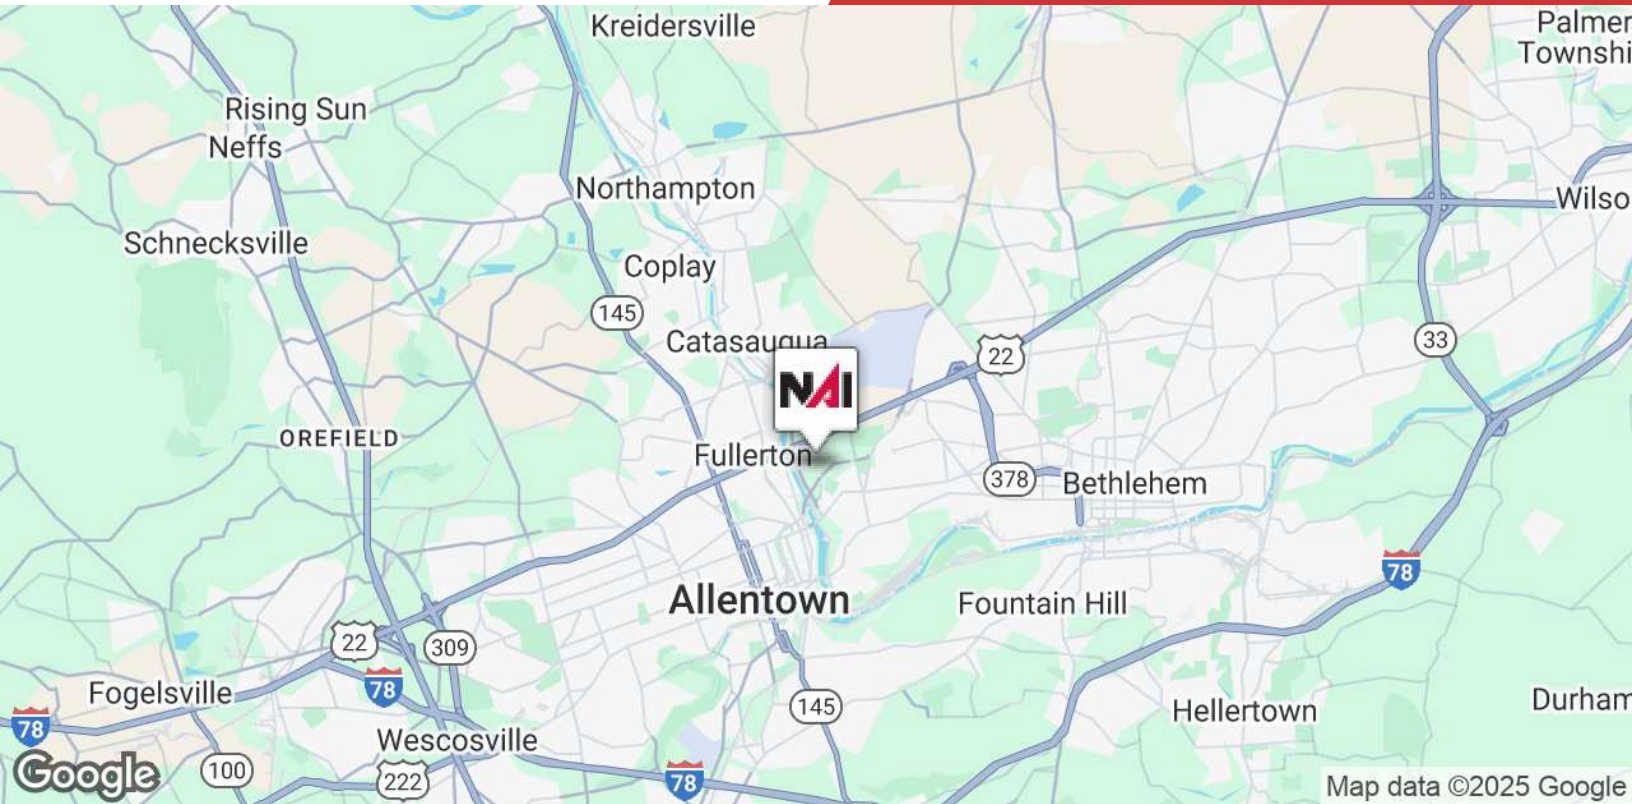 Kreidersville
Palmer
Townshi
Rising Sun
Neffs
Northampton
Wilso
Schnecksville
Coplay
145
Catasauqua
22
33
NAI
OREFIELD
Fullerton
378
Bethlehem
78
Allentown
Fountain Hill
22
309
78
Fogelsville
145
Hellertown
Durham
78
Wescosville
100
222
78
Google
Map data ©2025 Google